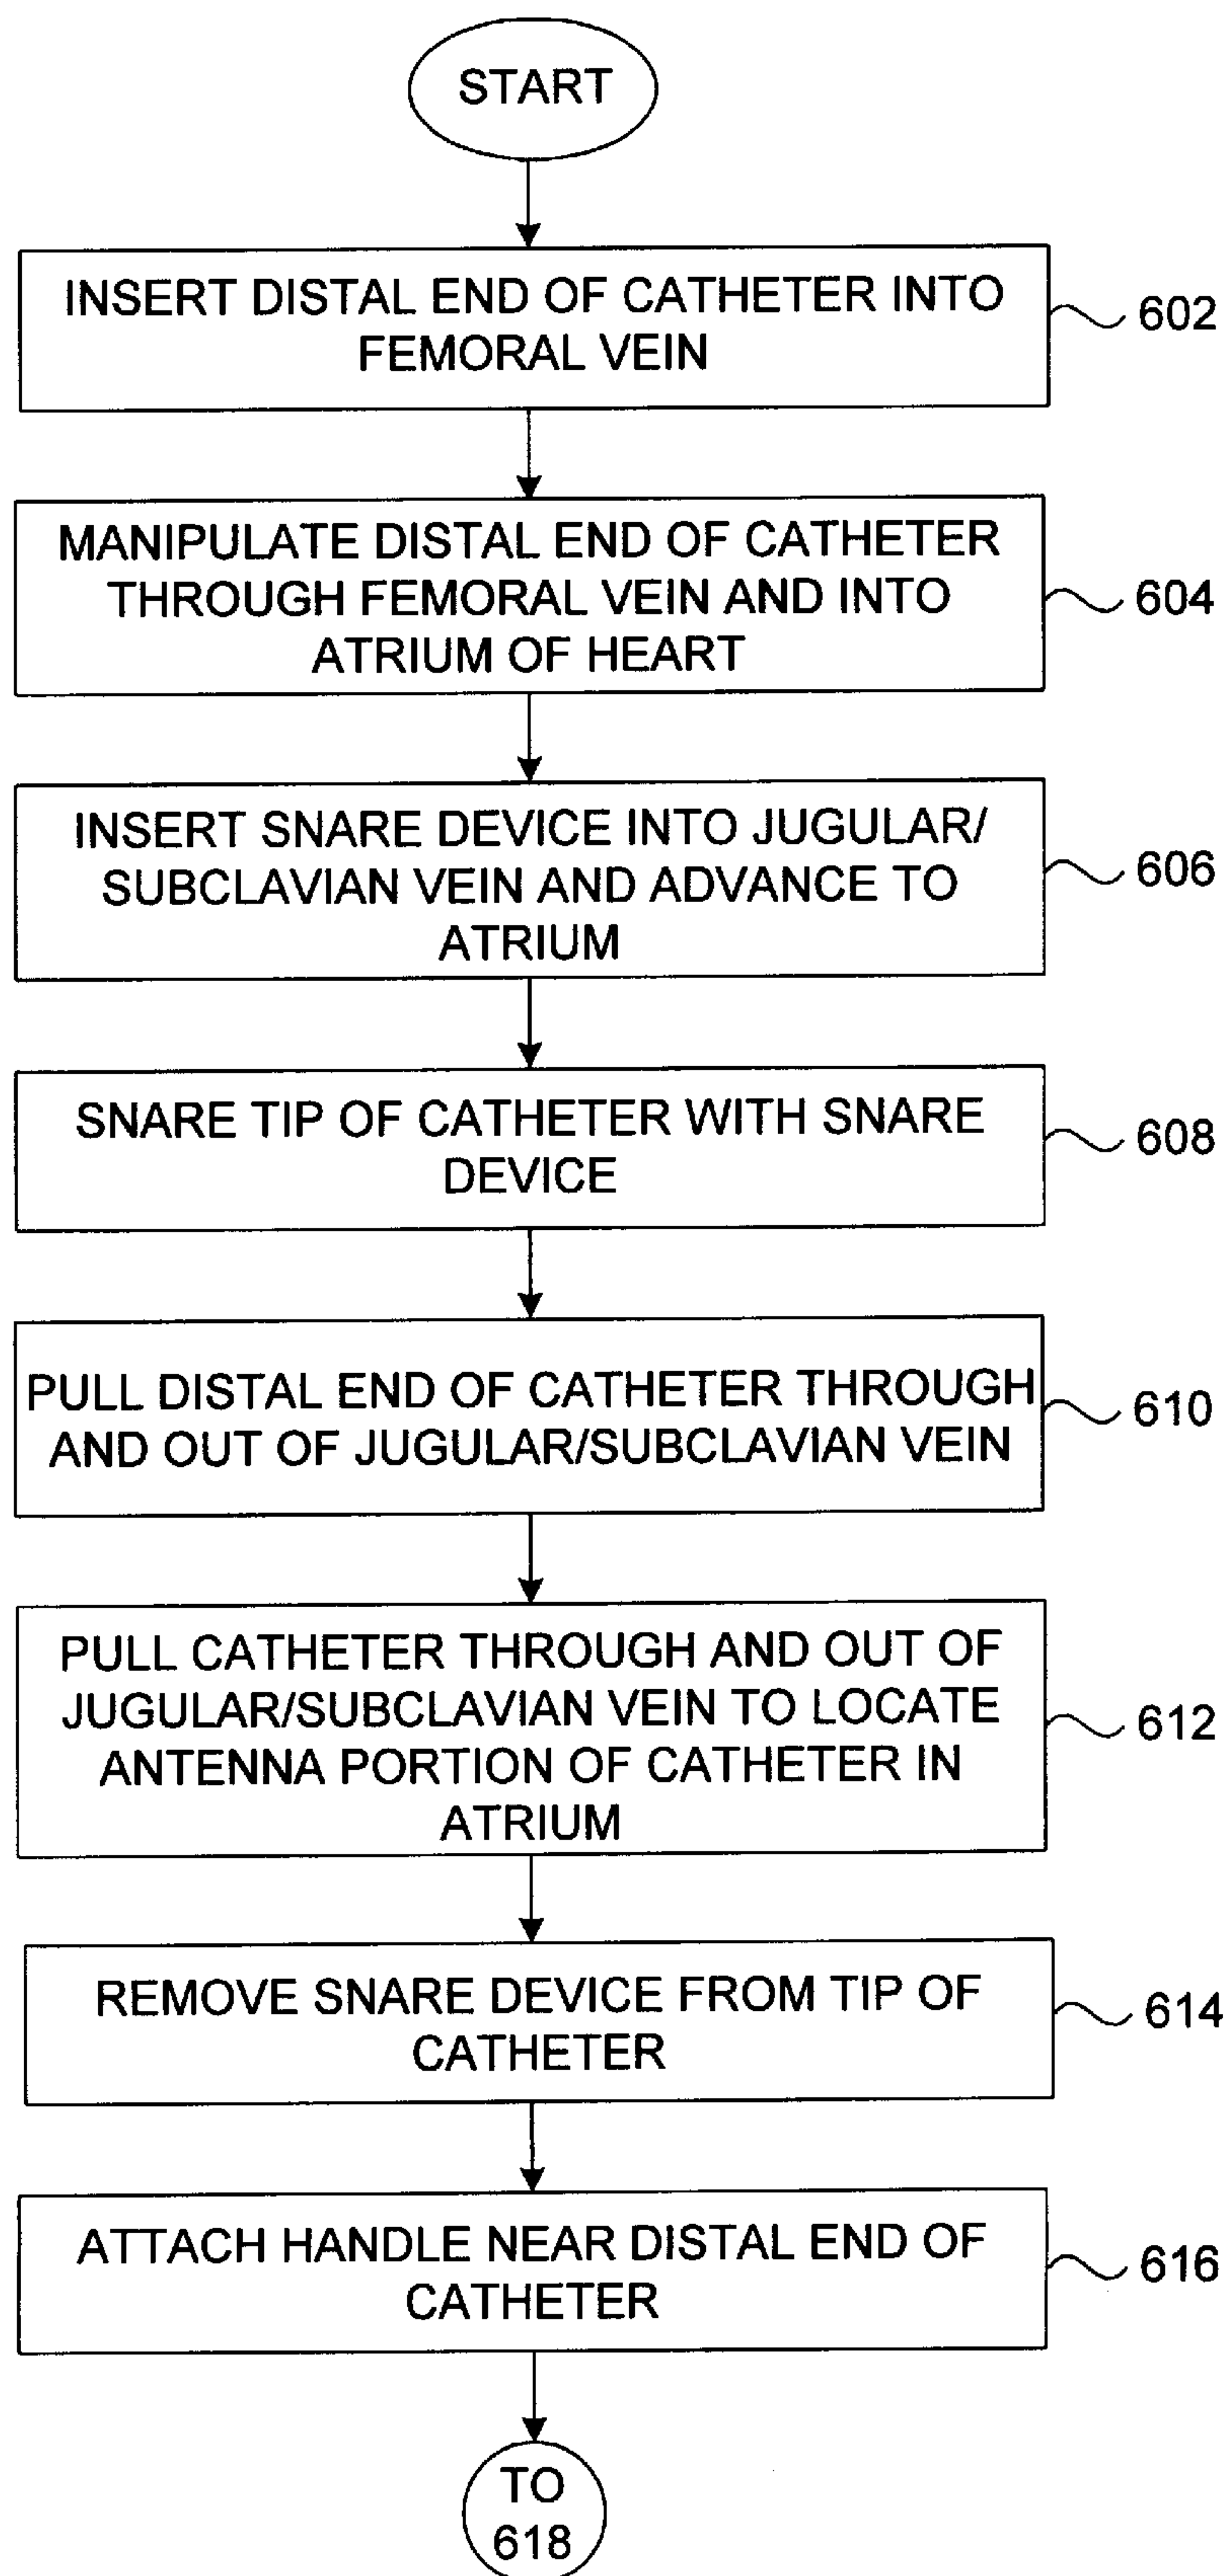 START
INSERT DISTAL END OF CATHETER INTO
FEMORAL VEIN
602
MANIPULATE DISTAL END OF CATHETER
THROUGH FEMORAL VEIN AND INTO
ATRIUM OF HEART
604
INSERT SNARE DEVICE INTO JUGULAR/
SUBCLAVIAN VEIN AND ADVANCE TO
ATRIUM
606
SNARE TIP OF CATHETER WITH SNARE
DEVICE
608
PULL DISTAL END OF CATHETER THROUGH
AND OUT OF JUGULAR/SUBCLAVIAN VEIN
610
PULL CATHETER THROUGH AND OUT OF
JUGULAR/SUBCLAVIAN VEIN TO LOCATE
ANTENNA PORTION OF CATHETER IN
ATRIUM
612
REMOVE SNARE DEVICE FROM TIP OF
CATHETER
614
ATTACH HANDLE NEAR DISTAL END OF
CATHETER
616
TO
618